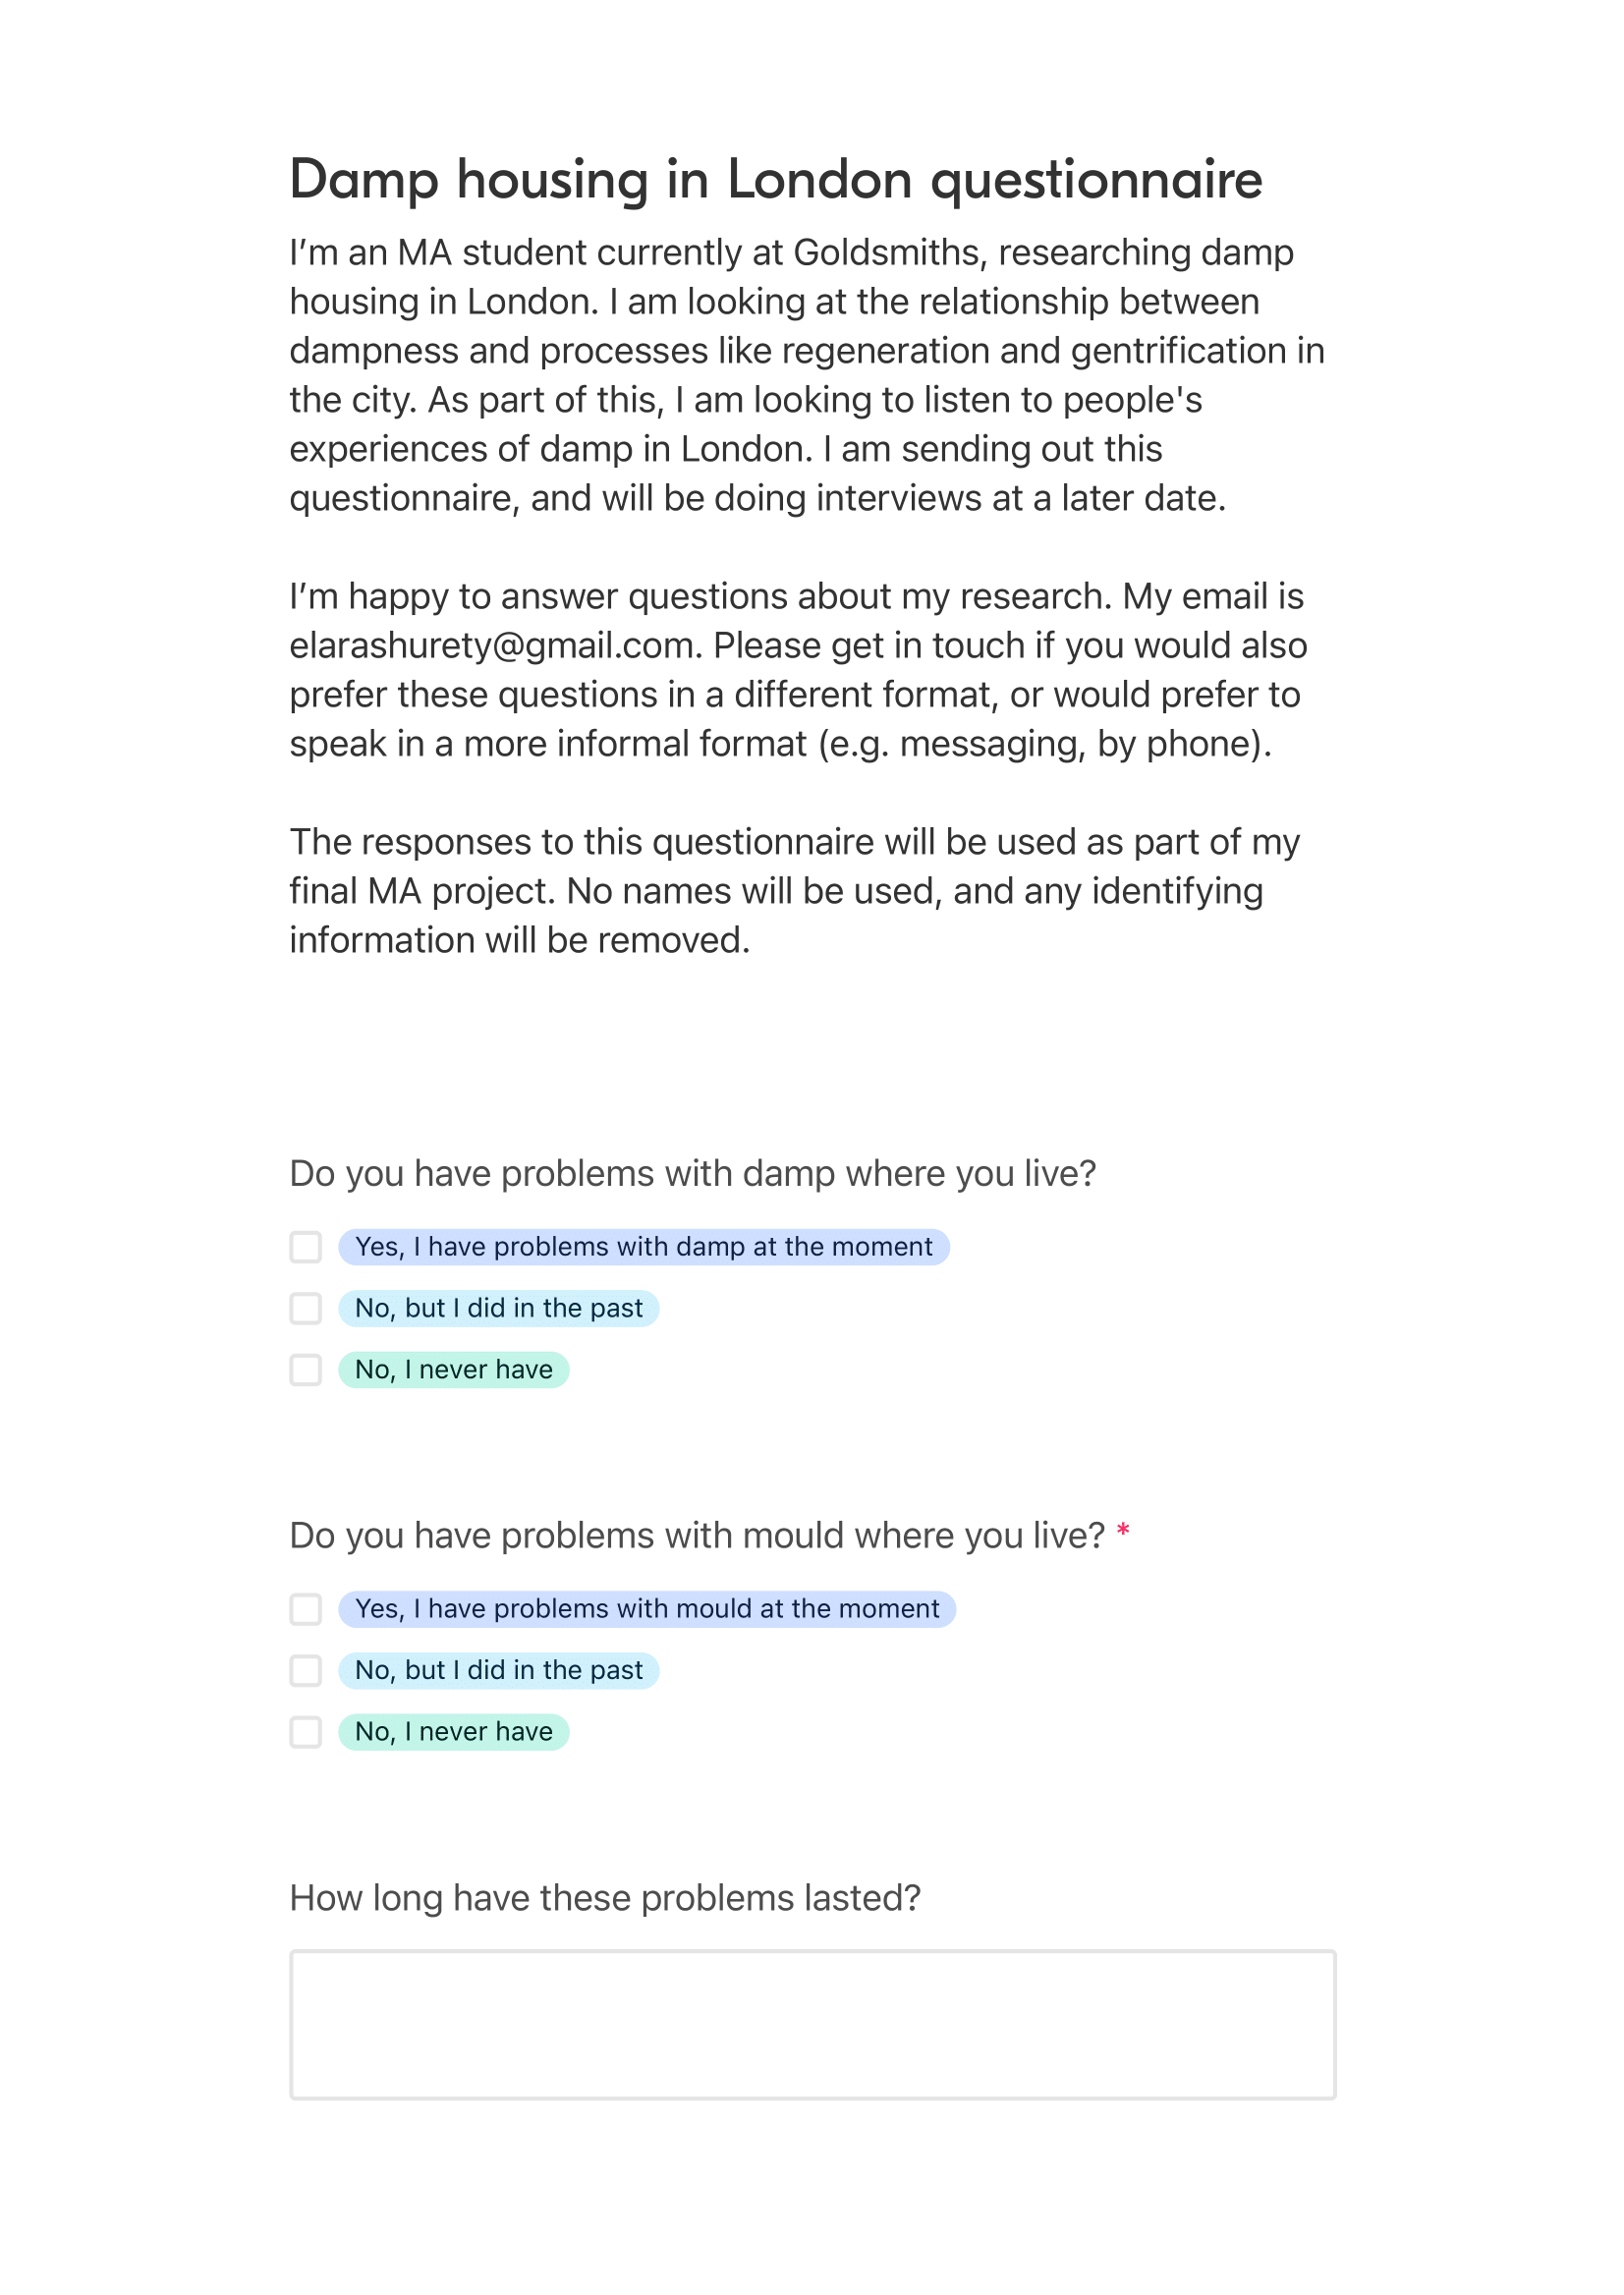 Damp housing in London questionnaire
I’m an MA student currently at Goldsmiths, researching damp
housing in London. I am looking at the relationship between
dampness and processes like regeneration and gentrification in
the city. As part of this, I am looking to listen to people's
experiences of damp in London. I am sending out this
questionnaire, and will be doing interviews at a later date.
I’m happy to answer questions about my research. My email is
elarashurety@gmail.com. Please get in touch if you would also
prefer these questions in a different format, or would prefer to
speak in a more informal format (e.g. messaging, by phone).
The responses to this questionnaire will be used as part of my
final MA project. No names will be used, and any identifying
information will be removed.
Do you have problems with damp where you live?
Yes, I have problems with damp at the moment
No, but I did in the past
No, I never have
Do you have problems with mould where you live? *
Yes, I have problems with mould at the moment
No, but I did in the past
No, I never have
How long have these problems lasted?